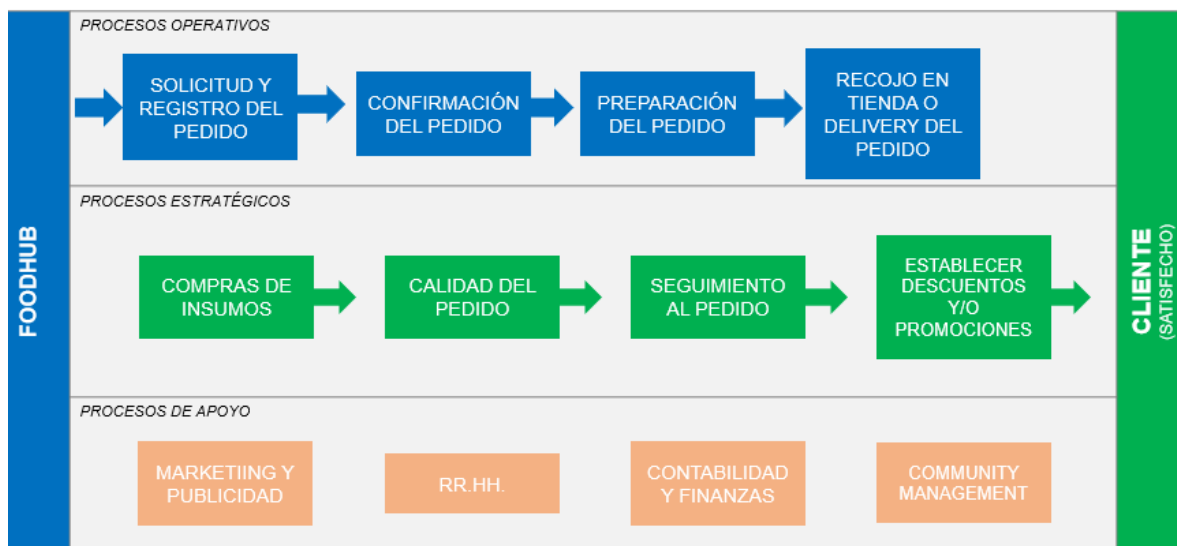 PROCESOS OPERATIVOS
SOLICITUD Y
REGISTRO DEL
PEDIDO
CONFIRMACIÓN
DEL PEDIDO
PREPARACIÓN
DEL PEDIDO
RECOJO EN
TIENDA O
DELIVERY DEL
PEDIDO
FOODHUB
PROCESOS ESTRATÉGICOS
COMPRAS DE
INSUMOS
CALIDAD DEL
PEDIDO
SEGUIMIENTO
AL PEDIDO
ESTABLECER
DESCUENTOS
Y/O
PROMOCIONES
CLIENTE
(SATISFECHO)
PROCESOS DE APOYO
MARKETIING Y
PUBLICIDAD
RR.HH.
CONTABILIDAD
Y FINANZAS
COMMUNITY
MANAGEMENT